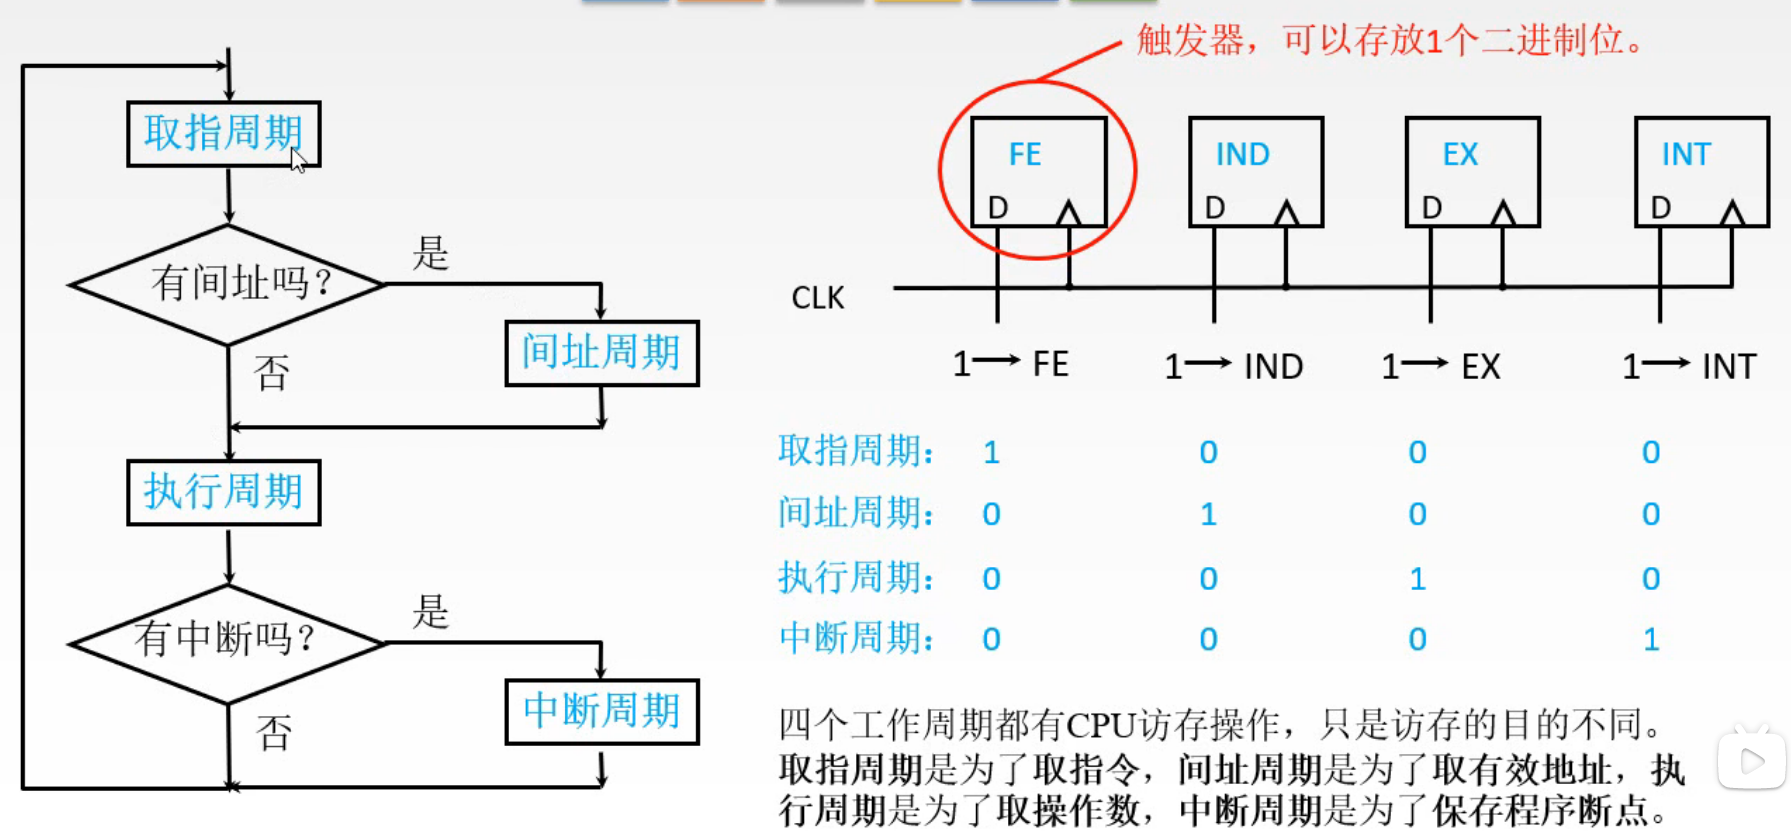 触发器，可以存放1个二进制位。
取指周期
有间址吗？
是
间址周期
否
执行周期
有中断吗？
是
中断周期
否
FE
IND
EX
INT
D
D
D
D
CLK
1→ FE
1→ IND
1→ EX
1→ INT
取指周期： 1 0 0 0
间址周期： 0 1 0 0
执行周期： 0 0 1 0
中断周期： 0 0 0 1
四个工作周期都有CPU访存操作，只是访存的目的不同。
取指周期是为了取指令，间址周期是为了取有效地址，执
行周期是为了取操作数，中断周期是为了保存程序断点。